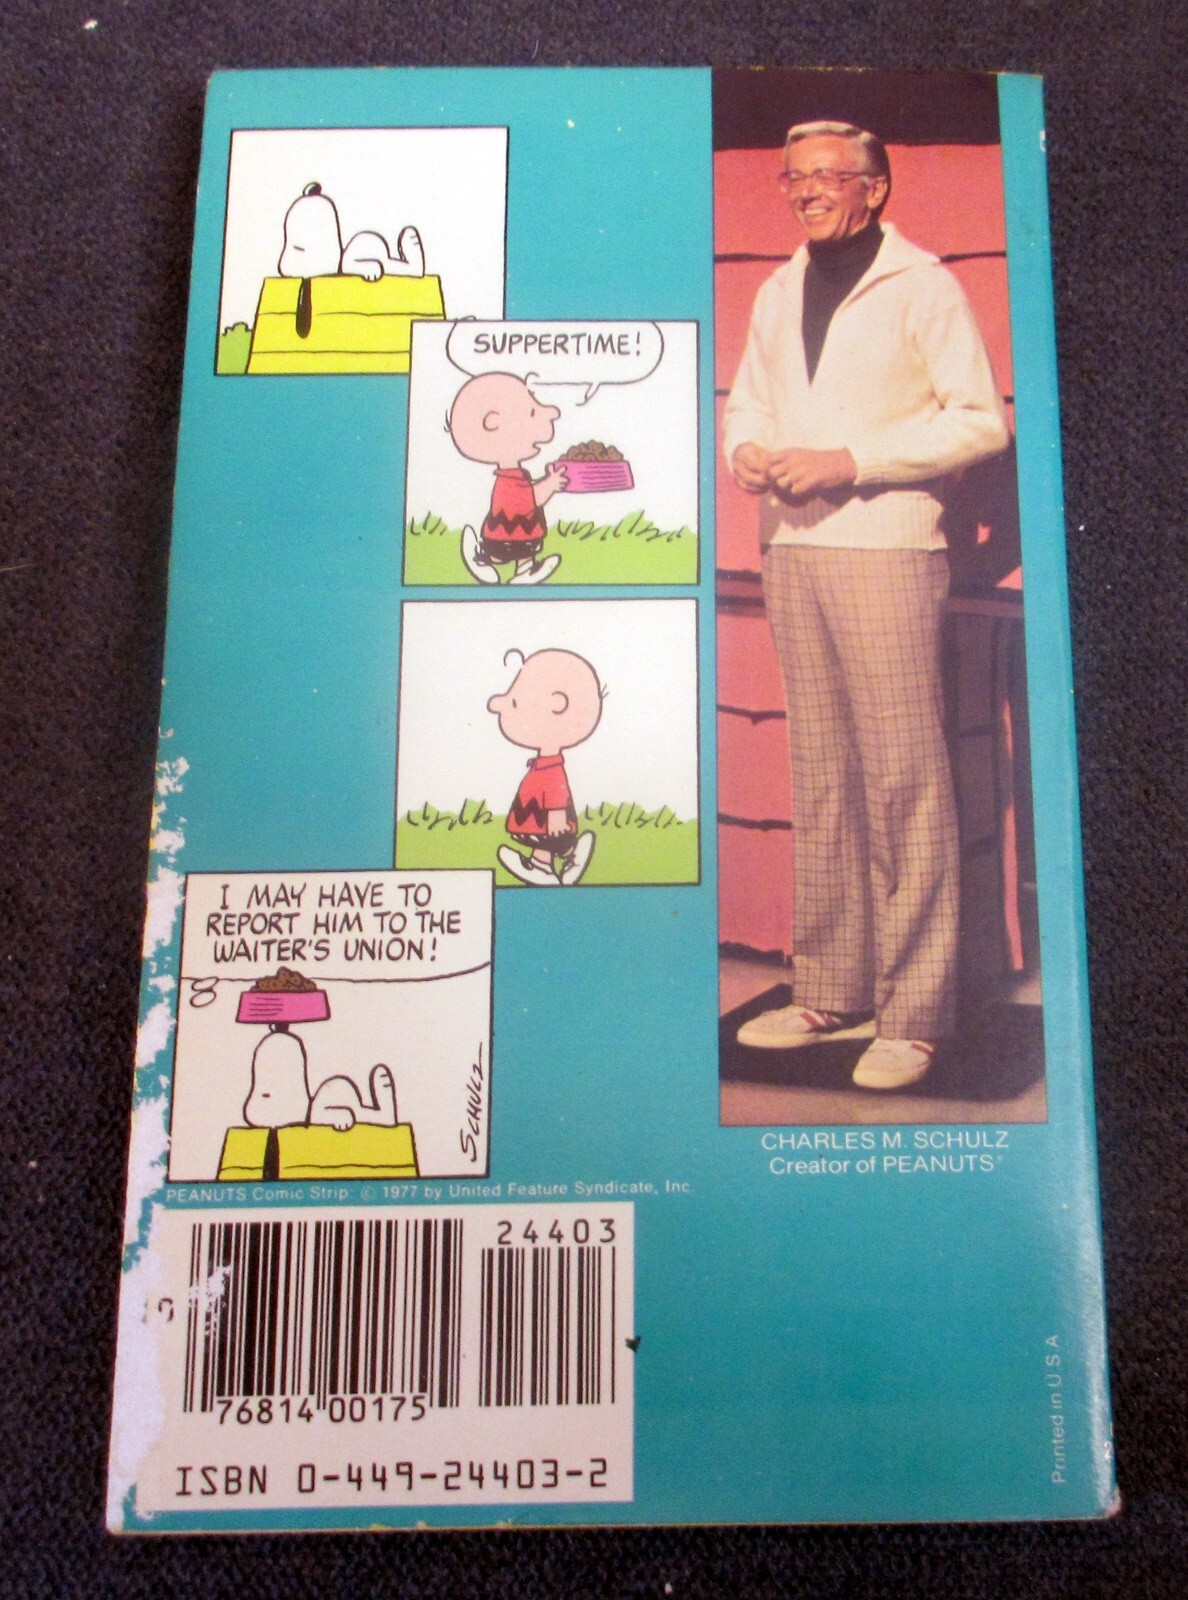 SUPPERTIME!
I MAY HAVE TO
REPORT HIM TO THE
WAITER'S UNION!
SCHULZ
PEANUTS Comic Strip: © 1977 by United Feature Syndicate, Inc.
CHARLES M. SCHULZ
Creator of PEANUTS®
24403
0
76814 00175
ISBN 0-449-24403-2
Printed in U.S.A